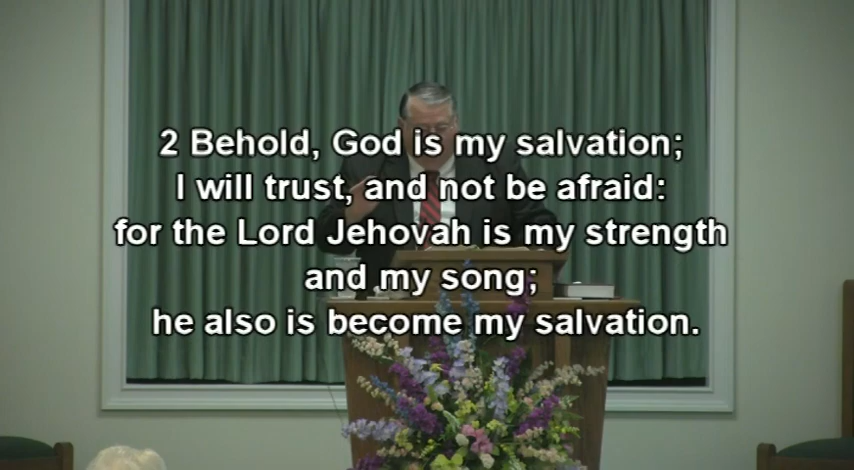 2 Behold, God is my salvation;
I will trust, and not be afraid:
for the Lord Jehovah is my strength
and my song;
he also is become my salvation.